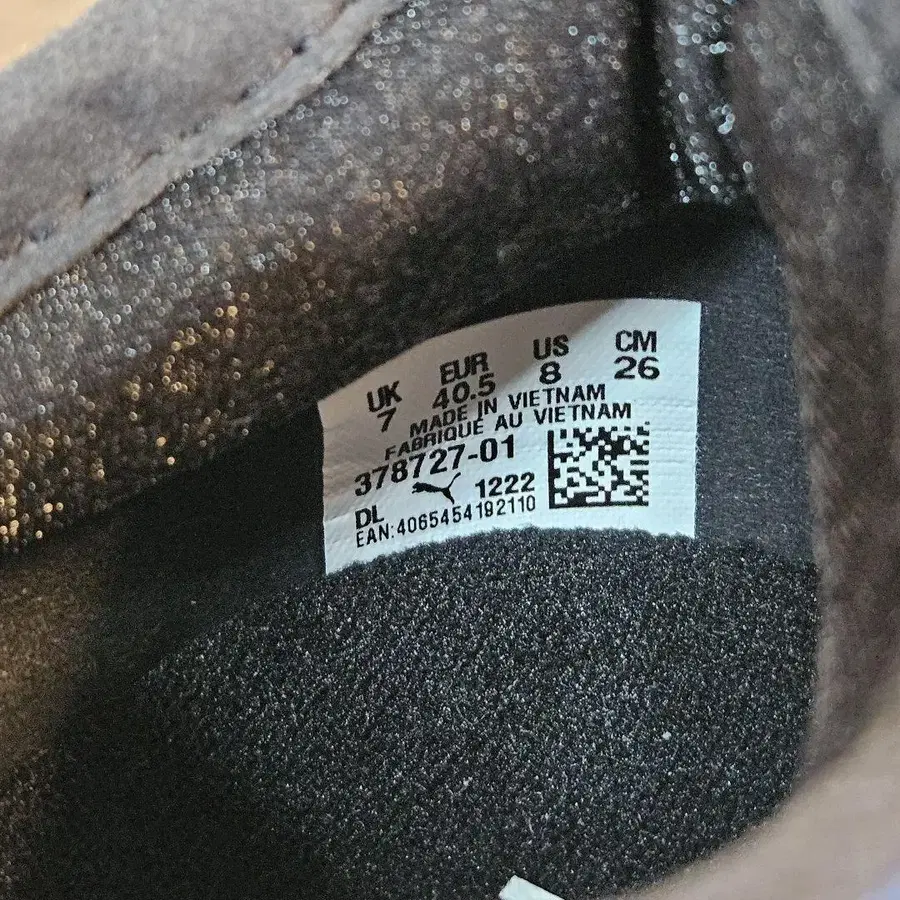 UK EUR US CM
7 40.5 8 26
MADE IN VIETNAM
FABRIQUÉ AU VIETNAM
378727-01
DL 1222
EAN:4065454192110